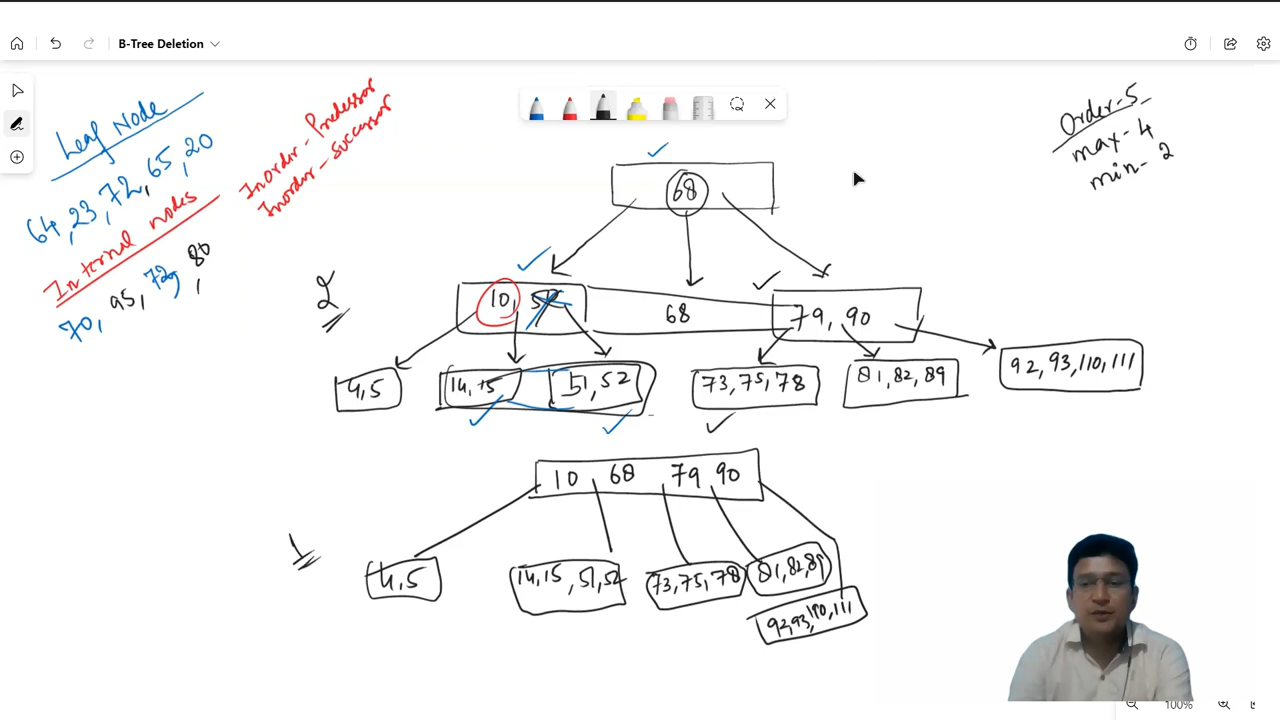 B-Tree Deletion
Leaf Node
64, 23, 72, 65, 20
Internal nodes
70, 95, 72, 80
Inorder-Predessor
Inorder-Successor
Order-5
max-4
min-2
68
2
10, 52
68
79, 90
4,5
14,15
51,52
73,75,78
81,82,89
92,93,110,111
10 68 79 90
1
4,5
14,15,51,52
73,75,78
81,82,89
92,93,110,111
100%